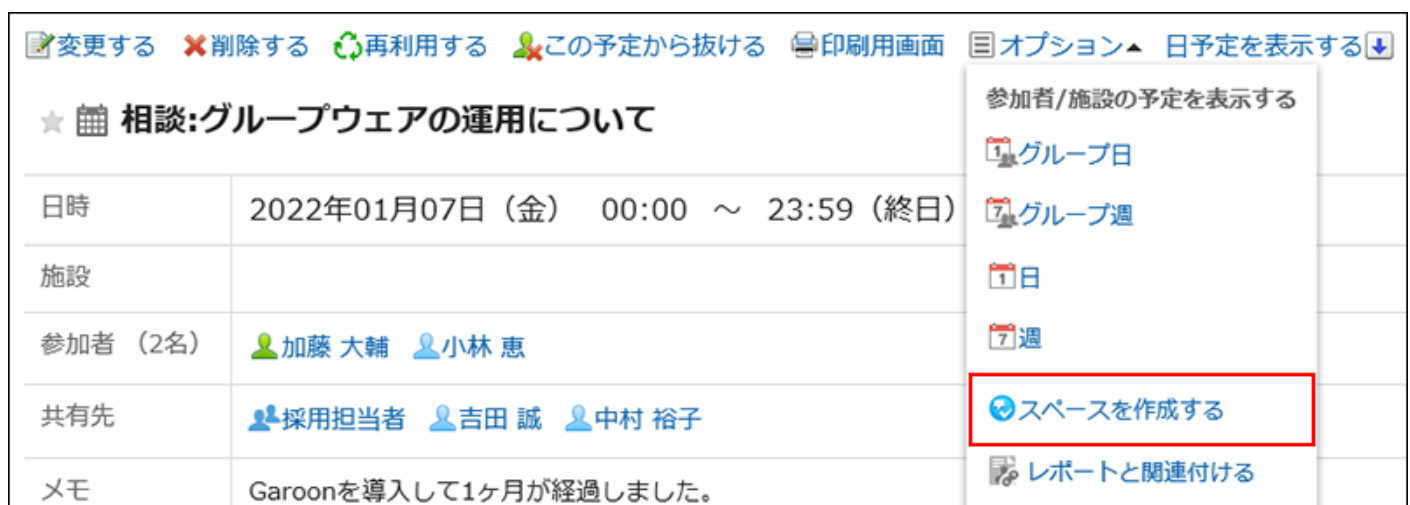 変更する 削除する 再利用する この予定から抜ける 印刷用画面 オプション▲ 日予定を表示する
参加者/施設の予定を表示する
相談:グループウェアの運用について
1グループ日
日時 2022年01月07日（金） 00:00 ～ 23:59（終日）
7グループ週
施設
1日
参加者 （2名） 加藤 大輔 小林 恵
7週
共有先 採用担当者 吉田 誠 中村 裕子
スペースを作成する
レポートと関連付ける
メモ Garoonを導入して1ヶ月が経過しました。